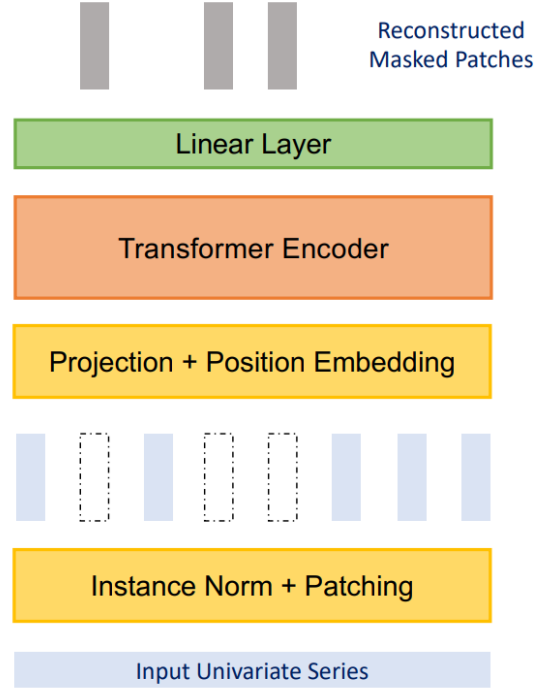 Reconstructed
Masked Patches
Linear Layer
Transformer Encoder
Projection + Position Embedding
Instance Norm + Patching
Input Univariate Series